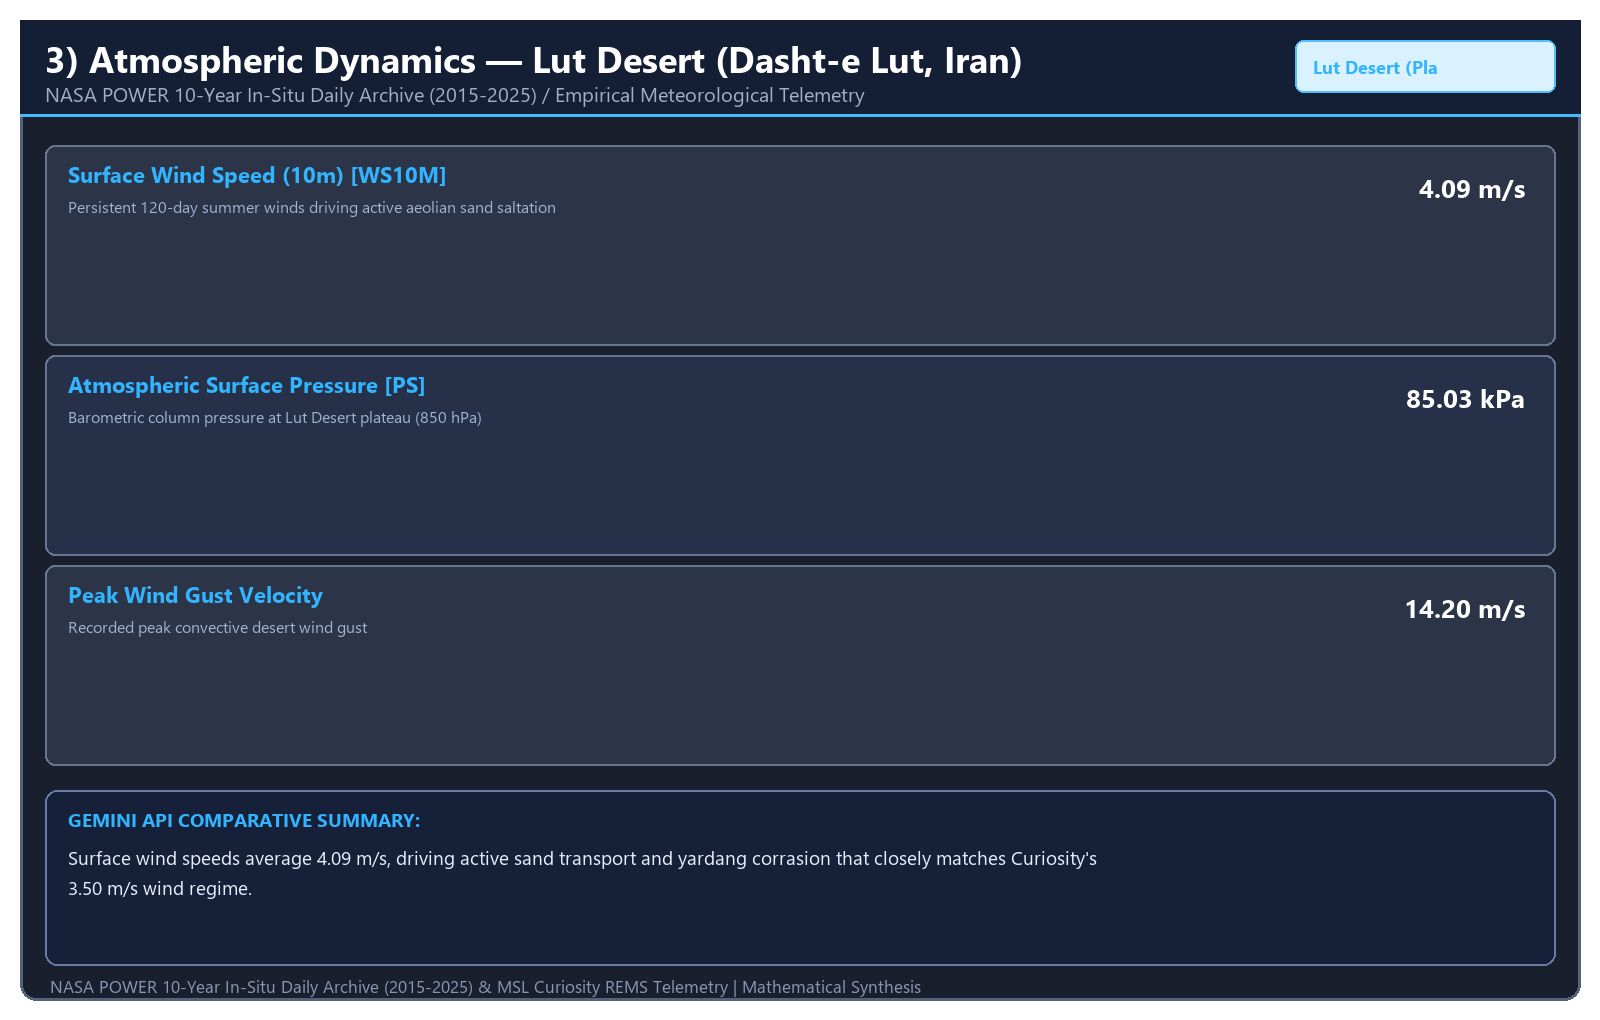 3) Atmospheric Dynamics — Lut Desert (Dasht-e Lut, Iran)
NASA POWER 10-Year In-Situ Daily Archive (2015-2025) / Empirical Meteorological Telemetry
Lut Desert (Pla
Surface Wind Speed (10m) [WS10M]
Persistent 120-day summer winds driving active aeolian sand saltation
4.09 m/s
Atmospheric Surface Pressure [PS]
Barometric column pressure at Lut Desert plateau (850 hPa)
85.03 kPa
Peak Wind Gust Velocity
Recorded peak convective desert wind gust
14.20 m/s
GEMINI API COMPARATIVE SUMMARY:
Surface wind speeds average 4.09 m/s, driving active sand transport and yardang corrasion that closely matches Curiosity's
3.50 m/s wind regime.
NASA POWER 10-Year In-Situ Daily Archive (2015-2025) & MSL Curiosity REMS Telemetry | Mathematical Synthesis